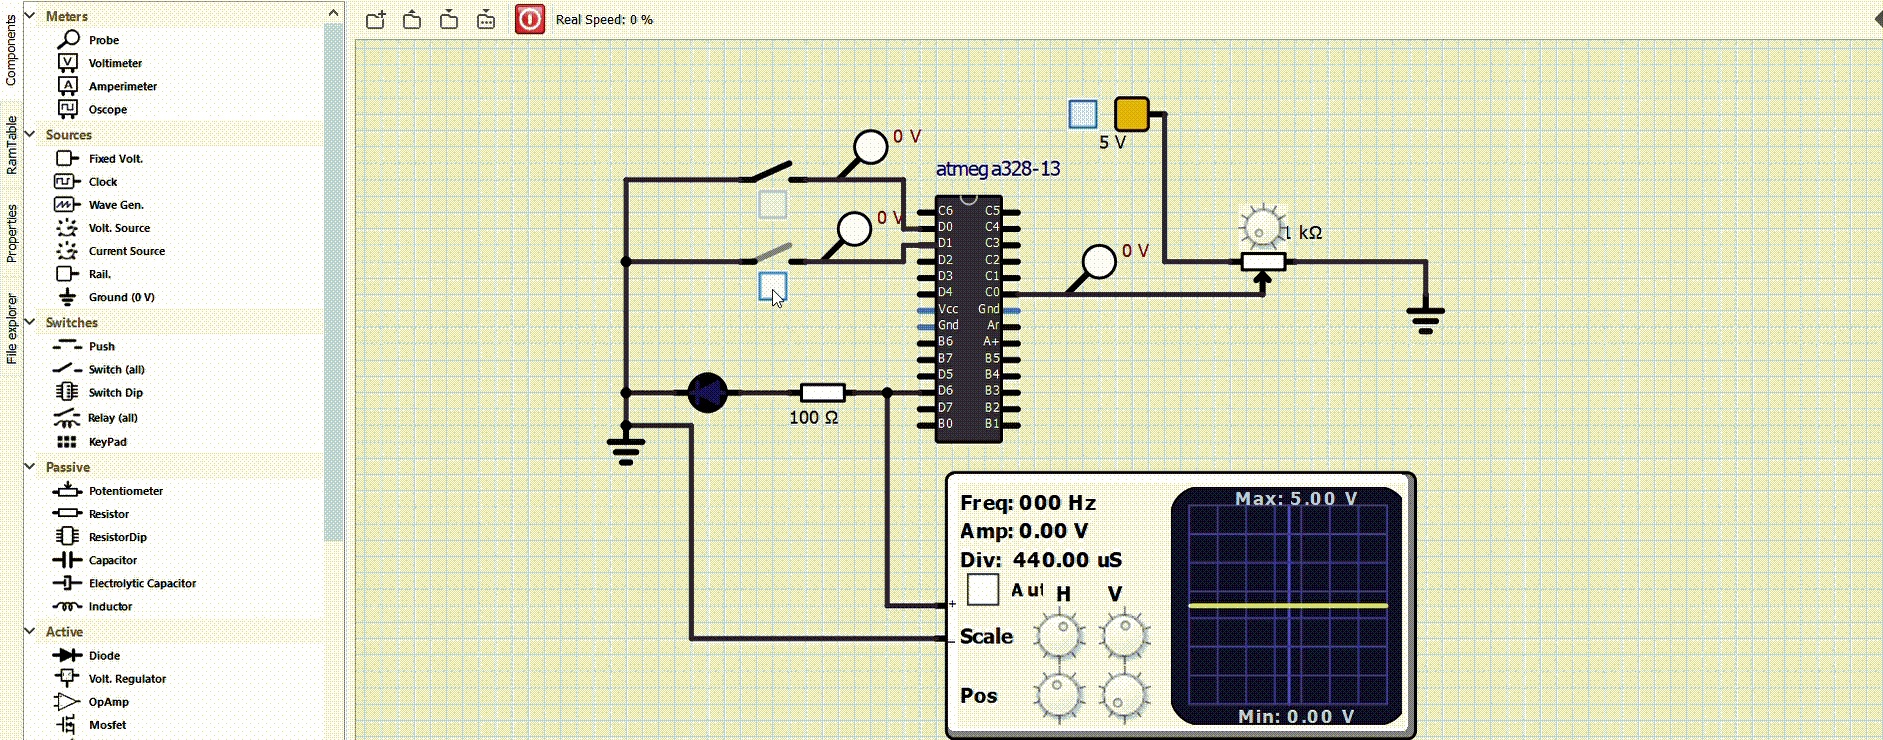 Components
RamTable
Properties
File explorer
Meters
Probe
Voltimeter
Amperimeter
Oscope
Sources
Fixed Volt.
Clock
Wave Gen.
Volt. Source
Current Source
Rail.
Ground (0 V)
Switches
Push
Switch (all)
Switch Dip
Relay (all)
KeyPad
Passive
Potentiometer
Resistor
ResistorDip
Capacitor
Electrolytic Capacitor
Inductor
Active
Diode
Volt. Regulator
OpAmp
Mosfet
Real Speed: 0 %
0 V
0 V
5 V
atmega328-13
C6 C5
D0 C4
D1 C3
D2 C2
D3 C1
D4 C0
Vcc Gnd
Gnd Ar
B6 A+
B7 B5
D5 B4
D6 B3
D7 B2
B0 B1
0 V
1 kΩ
100 Ω
Freq: 000 Hz
Amp: 0.00 V
Div: 440.00 uS
Aut H V
+
Scale
-
Pos
Max: 5.00 V
Min: 0.00 V